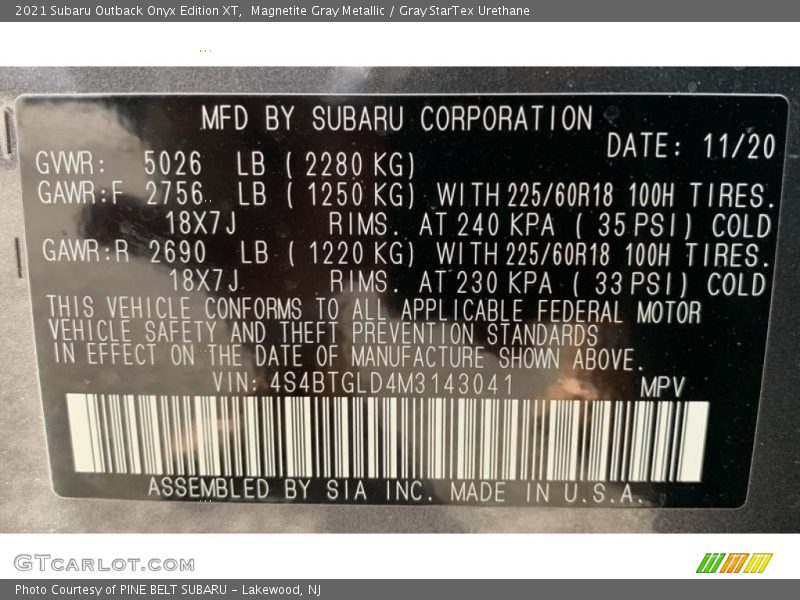 2021 Subaru Outback Onyx Edition XT, Magnetite Gray Metallic / Gray StarTex Urethane
MFD BY SUBARU CORPORATION
DATE: 11/20
GVWR: 5026 LB ( 2280 KG)
GAWR:F 2756 LB ( 1250 KG) WITH 225/60R18 100H TIRES.
18X7J RIMS. AT 240 KPA ( 35 PSI) COLD
GAWR:R 2690 LB ( 1220 KG) WITH 225/60R18 100H TIRES.
18X7J RIMS. AT 230 KPA ( 33 PSI) COLD
THIS VEHICLE CONFORMS TO ALL APPLICABLE FEDERAL MOTOR
VEHICLE SAFETY AND THEFT PREVENTION STANDARDS
IN EFFECT ON THE DATE OF MANUFACTURE SHOWN ABOVE.
VIN: 4S4BTGLD4M3143041 MPV
ASSEMBLED BY SIA INC. MADE IN U.S.A.
GTCARLOT.COM
Photo Courtesy of PINE BELT SUBARU - Lakewood, NJ